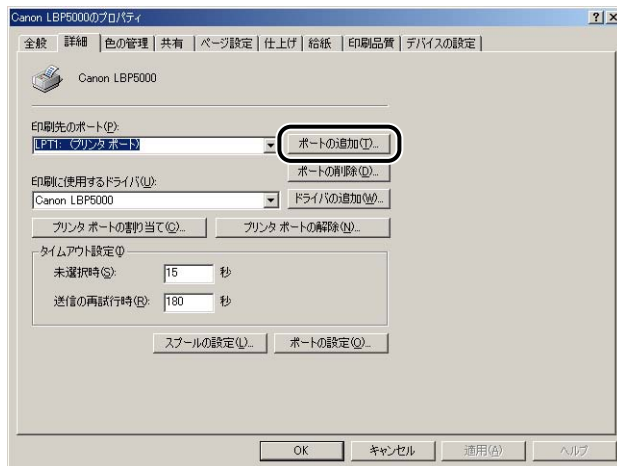 Canon LBP5000のプロパティ
全般 詳細 色の管理 共有 ページ設定 仕上げ 給紙 印刷品質 デバイスの設定
Canon LBP5000
印刷先のポート(P):
LPT1: (プリンタ ポート) ポートの追加(T)...
ポートの削除(D)...
印刷に使用するドライバ(U):
Canon LBP5000 ドライバの追加(W)...
プリンタ ポートの割り当て(C)... プリンタ ポートの解除(N)...
タイムアウト設定(I)
未選択時(S): 15 秒
送信の再試行時(R): 180 秒
スプールの設定(L)... ポートの設定(O)...
OK キャンセル 適用(A) ヘルプ